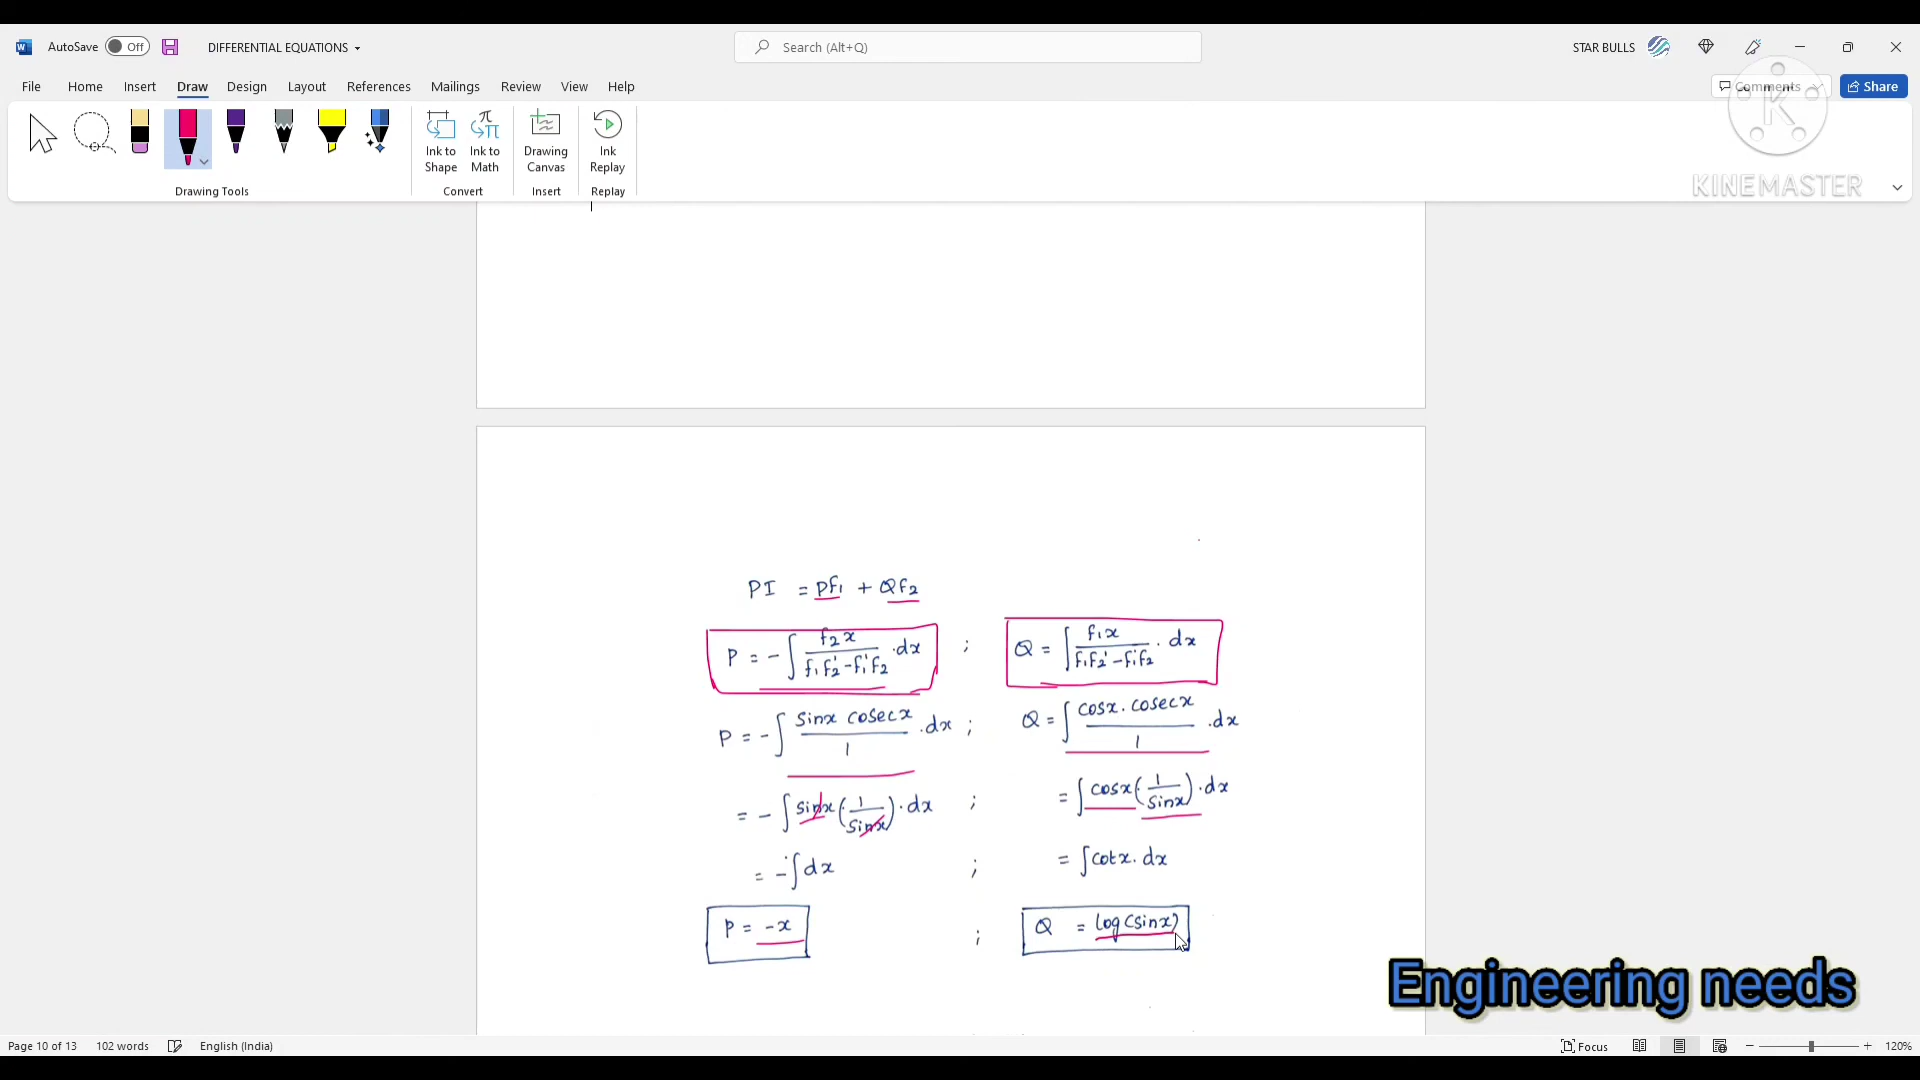 AutoSave Off DIFFERENTIAL EQUATIONS Search (Alt+Q) STAR BULLS
File Home Insert Draw Design Layout References Mailings Review View Help Comments Share
Ink to Shape Ink to Math Drawing Canvas Ink Replay
Drawing Tools Convert Insert Replay
K
KINEMASTER
PI = Pf₁ + Qf₂
P = -∫ f₂x / (f₁f₂' - f₁'f₂) · dx ; Q = ∫ f₁x / (f₁f₂' - f₁'f₂) · dx
P = -∫ sinx cosecx / 1 · dx ; Q = ∫ cosx · cosecx / 1 · dx
= -∫ sinx (1/sinx) · dx ; = ∫ cosx (1/sinx) · dx
= -∫ dx ; = ∫ cotx · dx
P = -x ; Q = log(sinx)
Engineering needs
Page 10 of 13 102 words English (India) Focus 120%